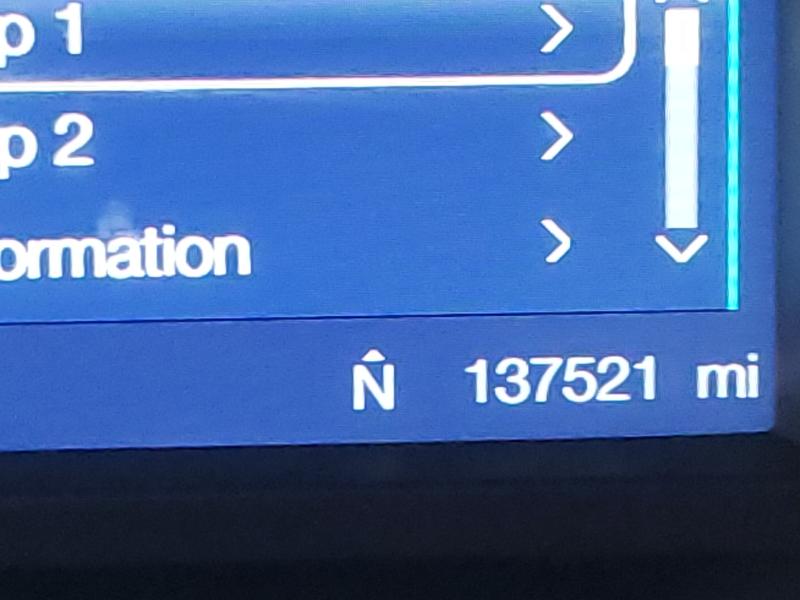 p 1
p 2
ormation
N 137521 mi